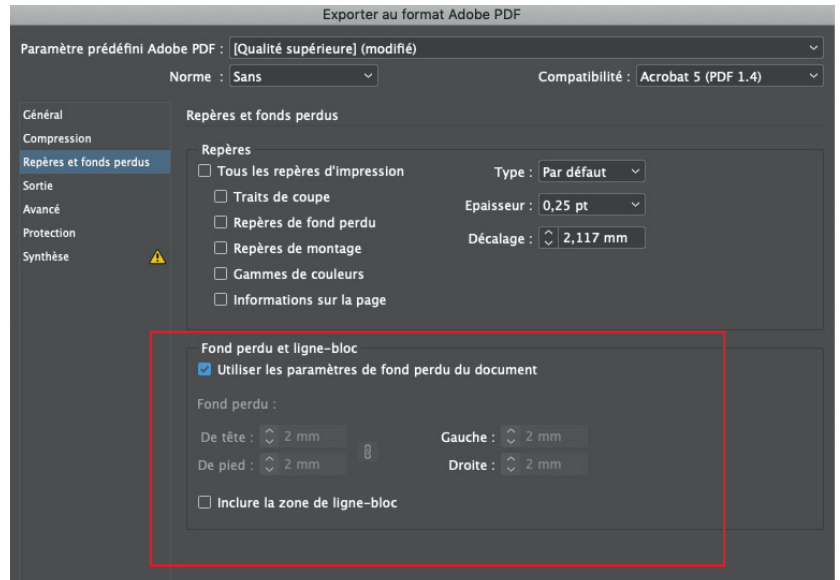 Exporter au format Adobe PDF
Paramètre prédéfini Adobe PDF : [Qualité supérieure] (modifié)
Norme : Sans Compatibilité : Acrobat 5 (PDF 1.4)
Général
Compression
Repères et fonds perdus
Sortie
Avancé
Protection
Synthèse
Repères et fonds perdus
Repères
Tous les repères d'impression
Traits de coupe
Repères de fond perdu
Repères de montage
Gammes de couleurs
Informations sur la page
Type : Par défaut
Epaisseur : 0,25 pt
Décalage : 2,117 mm
Fond perdu et ligne-bloc
Utiliser les paramètres de fond perdu du document
Fond perdu :
De tête : 2 mm Gauche : 2 mm
De pied : 2 mm Droite : 2 mm
Inclure la zone de ligne-bloc